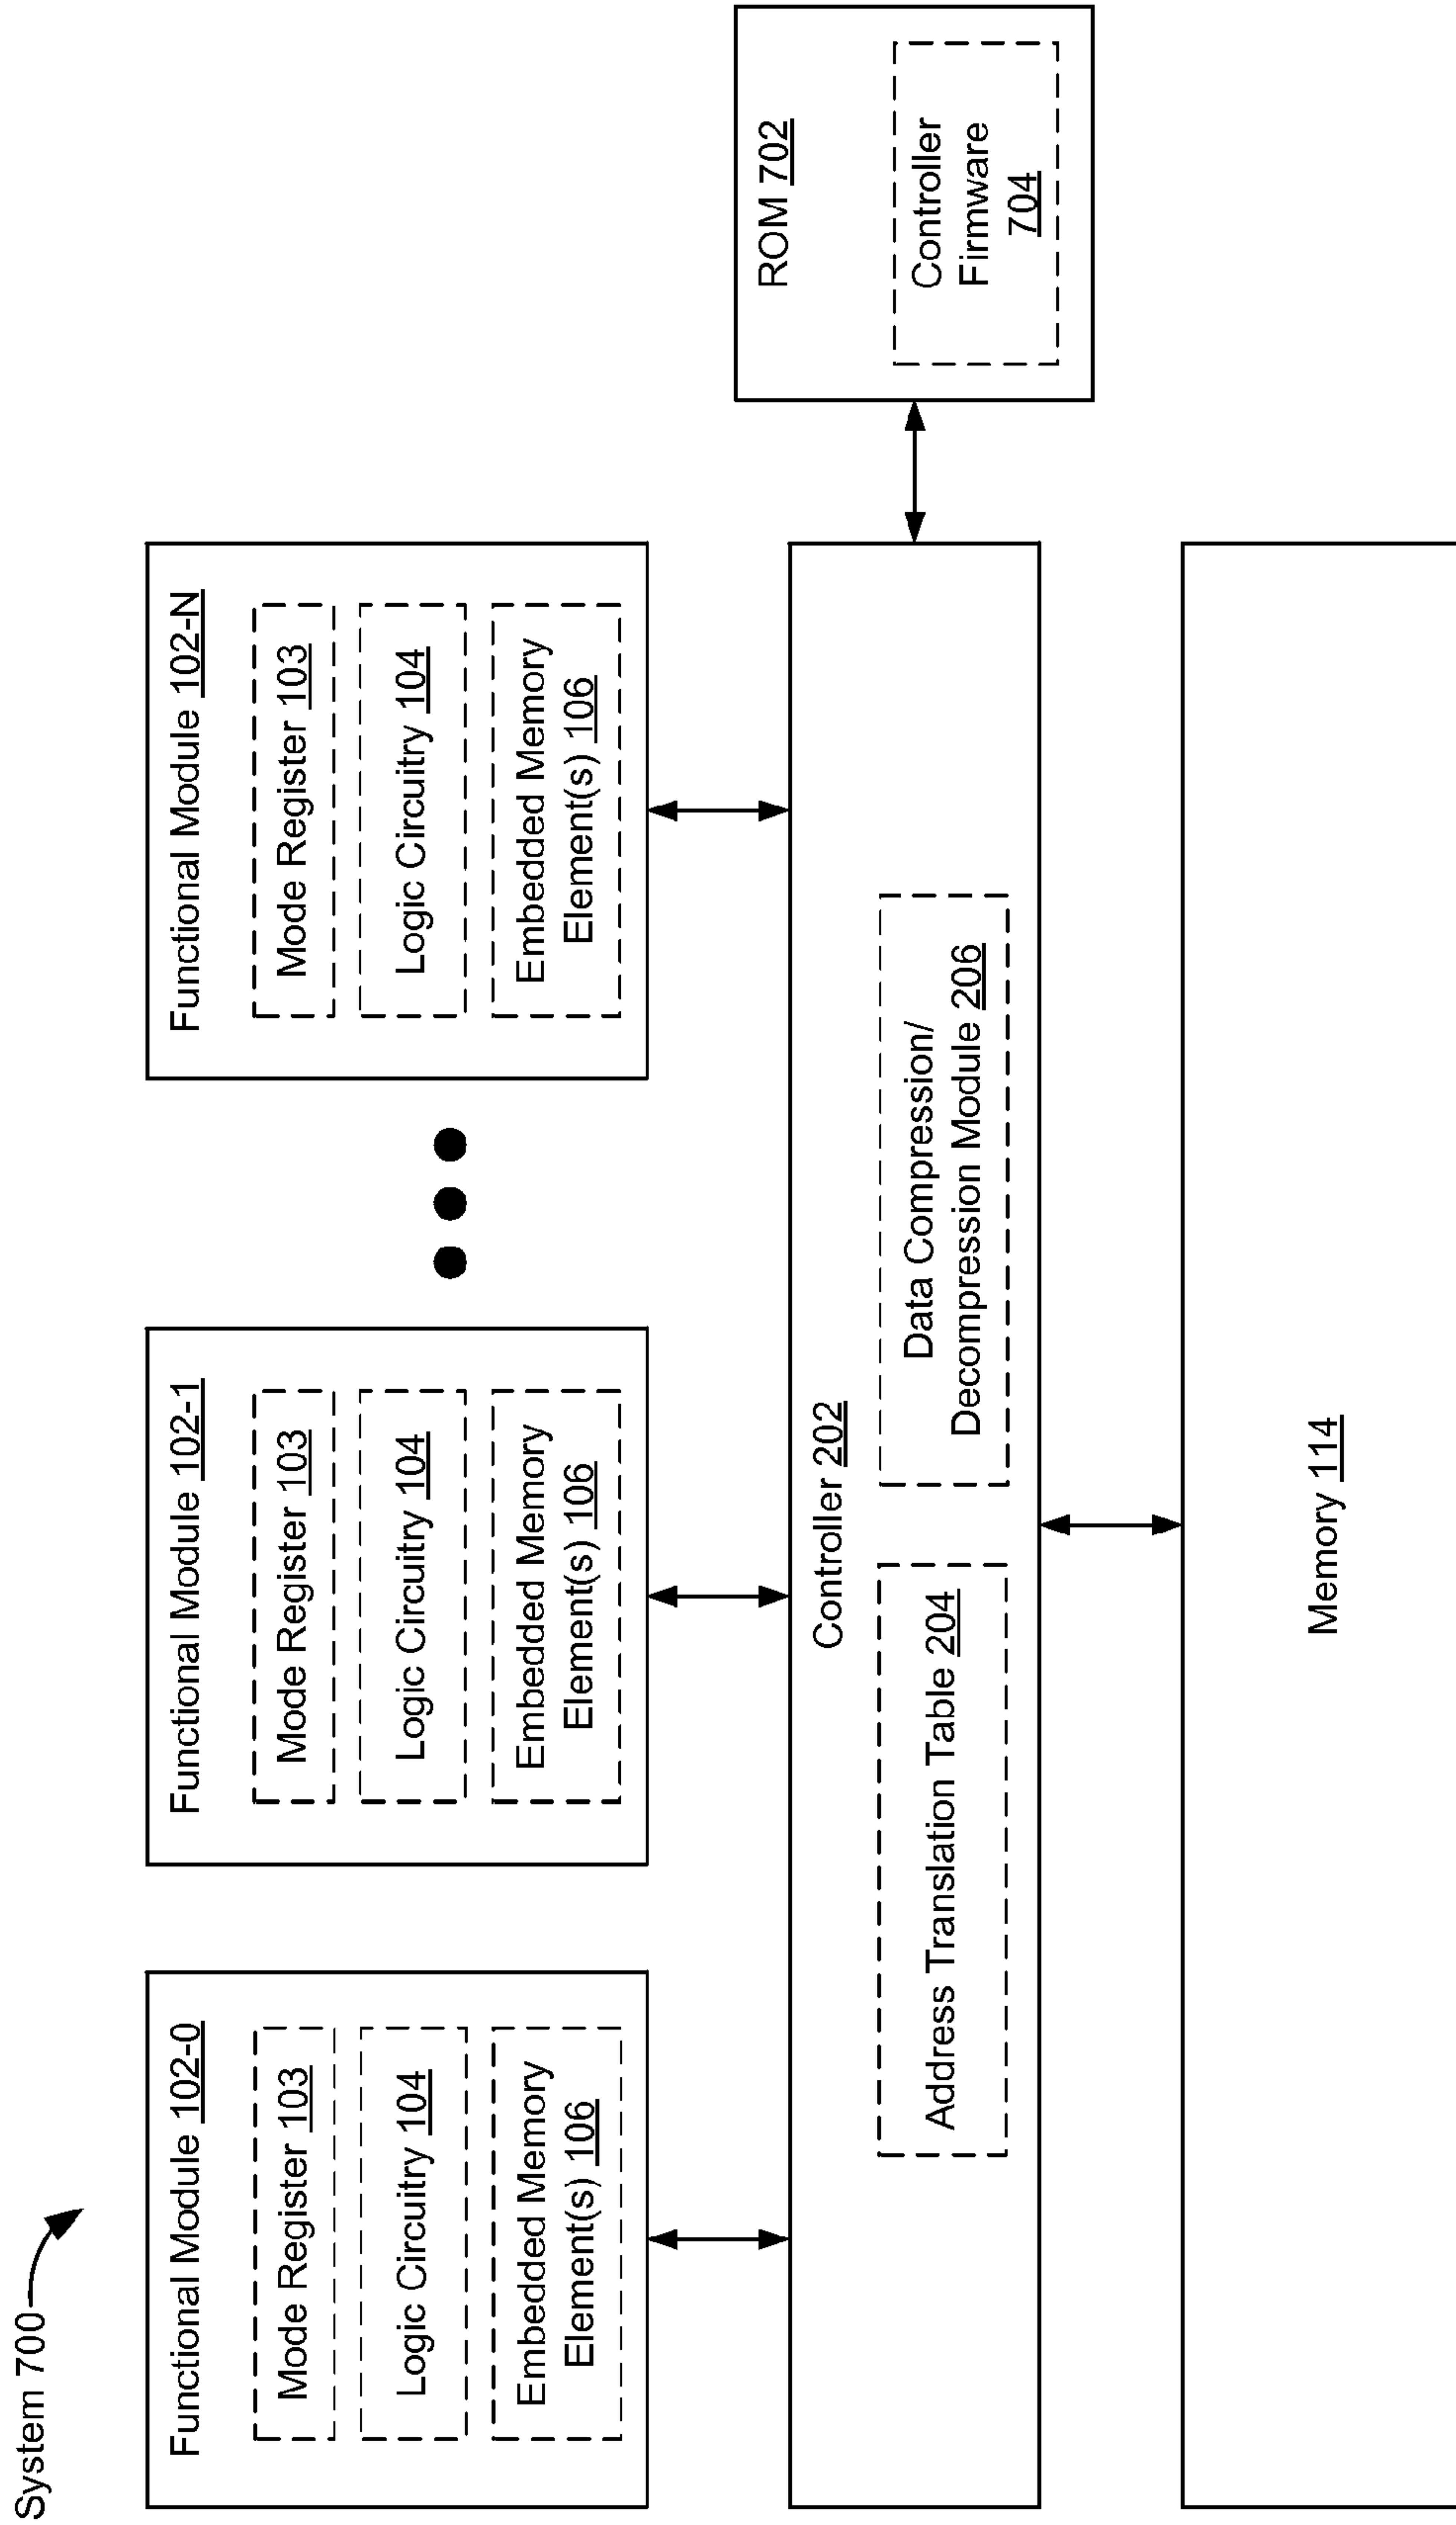 System 700
Functional Module 102-0
Mode Register 103
Logic Circuitry 104
Embedded Memory
Element(s) 106
Functional Module 102-1
Mode Register 103
Logic Circuitry 104
Embedded Memory
Element(s) 106
Functional Module 102-N
Mode Register 103
Logic Circuitry 104
Embedded Memory
Element(s) 106
Controller 202
Address Translation Table 204
Data Compression/
Decompression Module 206
ROM 702
Controller
Firmware
704
Memory 114